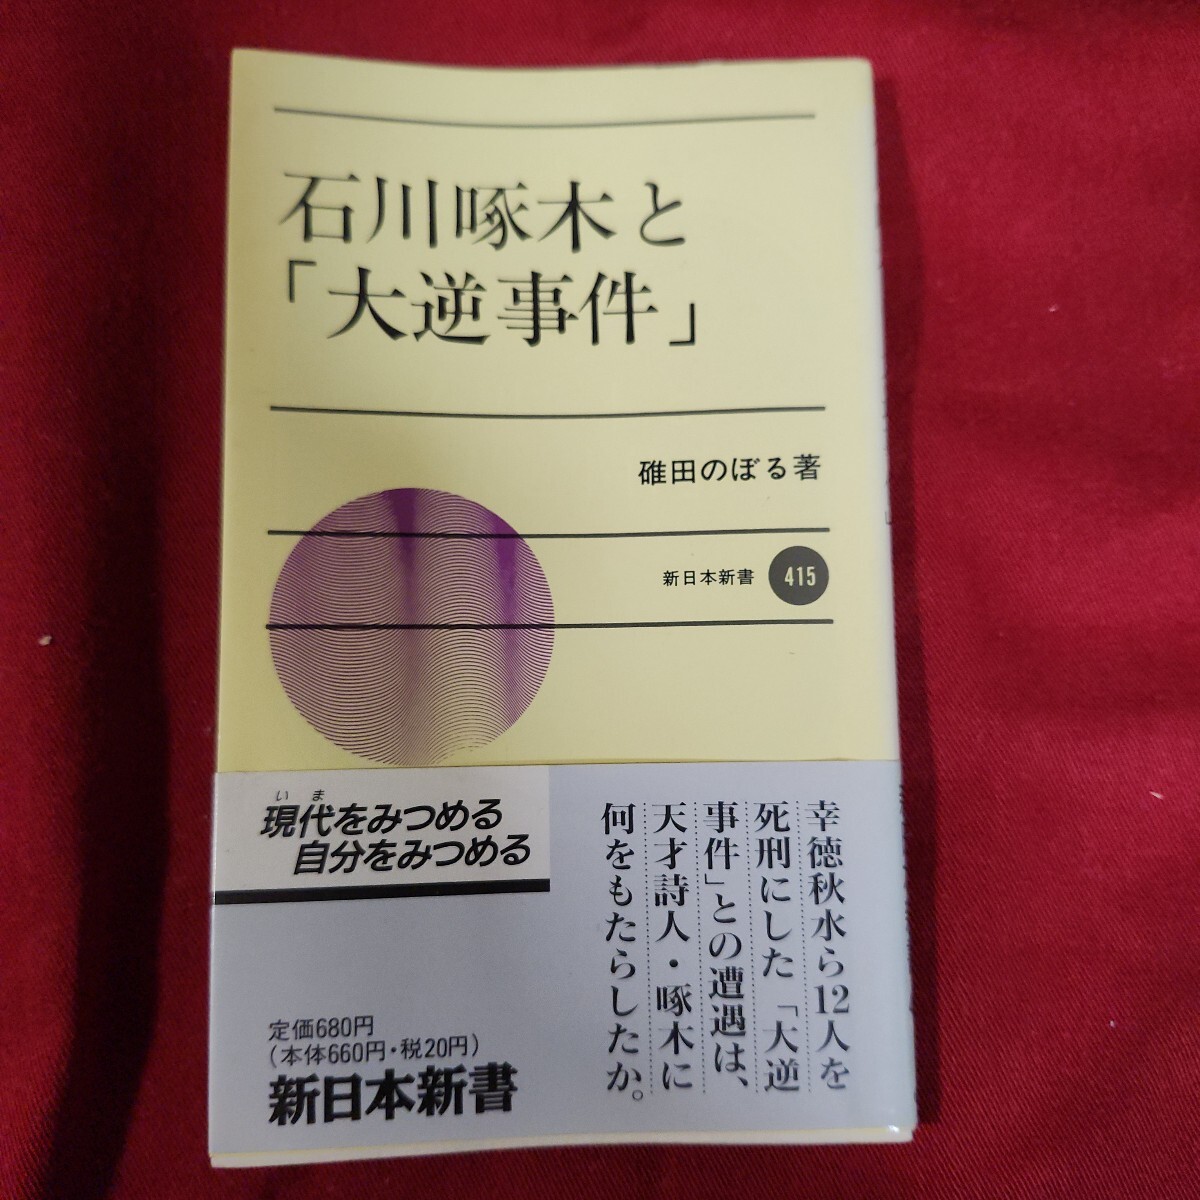 石川啄木と
「大逆事件」
碓田のぼる著
新日本新書 415
いま
現代をみつめる
自分をみつめる
幸徳秋水ら12人を
死刑にした「大逆
事件」との遭遇は、
天才詩人・啄木に
何をもたらしたか。
定価680円
(本体660円・税20円)
新日本新書